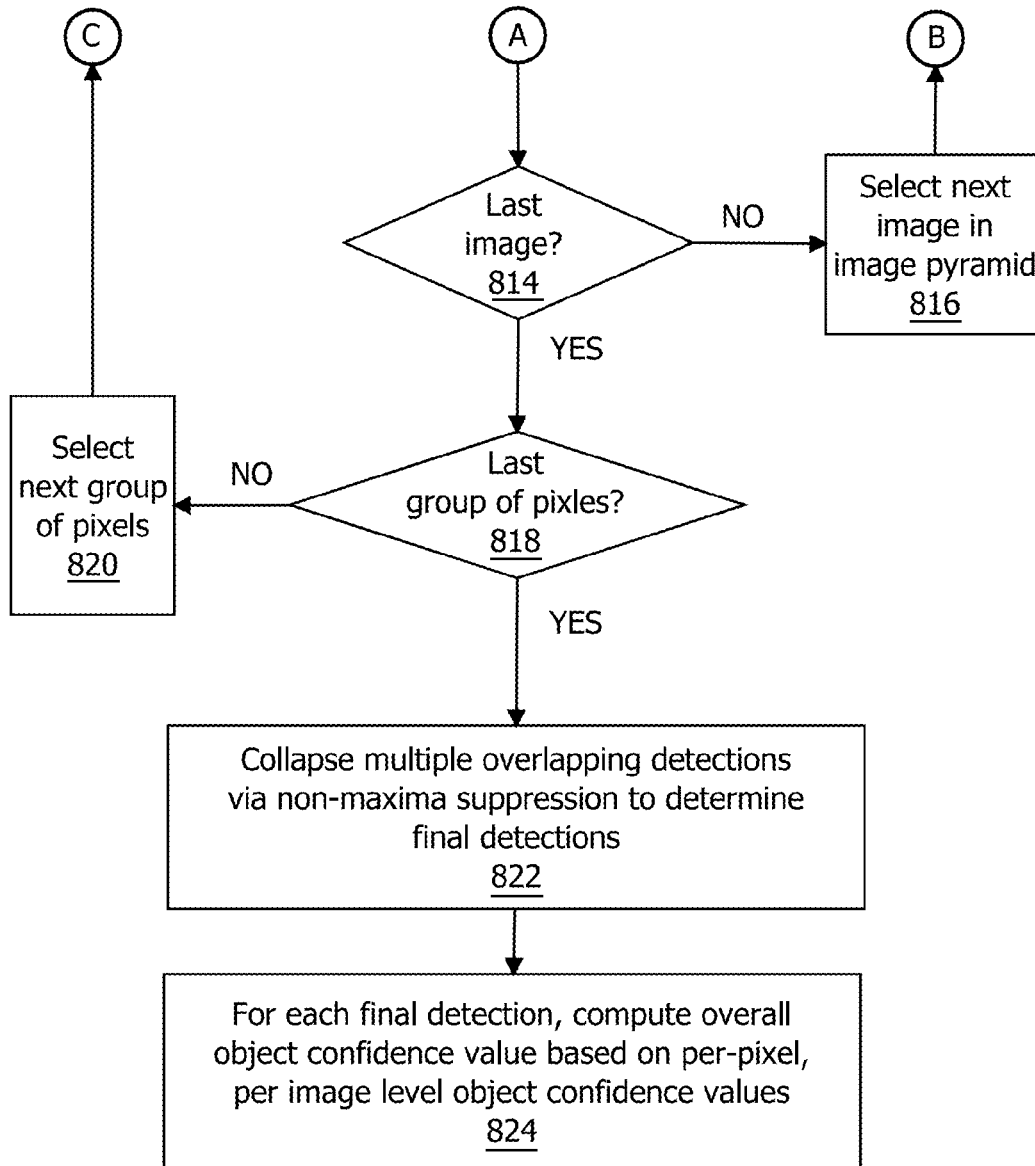 C
A
B
Last
image?
814
NO
Select next
image in
image pyramid
816
YES
Select
next group
of pixels
820
NO
Last
group of pixles?
818
YES
Collapse multiple overlapping detections
via non-maxima suppression to determine
final detections
822
For each final detection, compute overall
object confidence value based on per-pixel,
per image level object confidence values
824